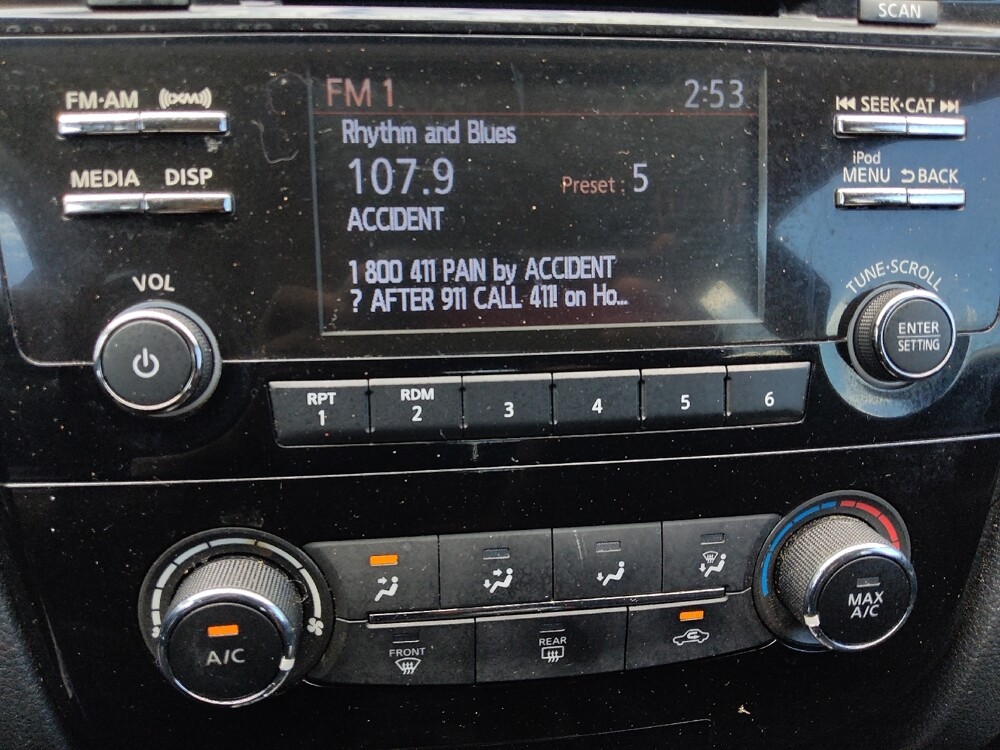 SCAN
FM·AM ((XM))
MEDIA DISP
VOL
FM 1 2:53
Rhythm and Blues
107.9 Preset : 5
ACCIDENT
1 800 411 PAIN by ACCIDENT
? AFTER 911 CALL 411! on Ho...
SEEK·CAT
iPod
MENU BACK
TUNE·SCROLL
ENTER
SETTING
RPT
1
RDM
2
3
4
5
6
A/C
FRONT
REAR
MAX
A/C